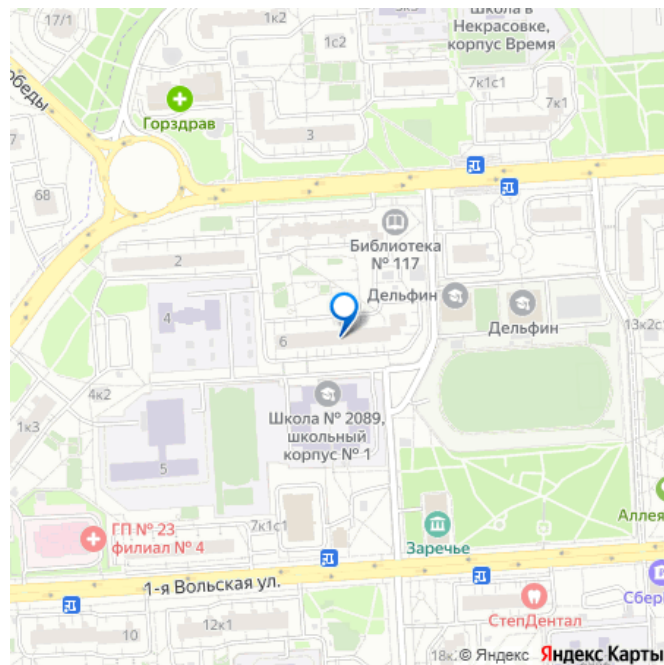 17/1
1к2
Школа в
Некрасовке,
корпус Время
1с2
7к1с1
7к1
обеды
Горздрав
3
7
68
Библиотека
№ 117
2
Дельфин
Дельфин
4
6
13к2с
4к2
1к3
Школа № 2089,
школьный
корпус № 1
5
ГП № 23
филиал № 4
7к1с1
Заречье
Аллея
1-я Вольская ул.
Сбер
СтепДентал
10
12к1
18к
© Яндекс Яндекс Карты